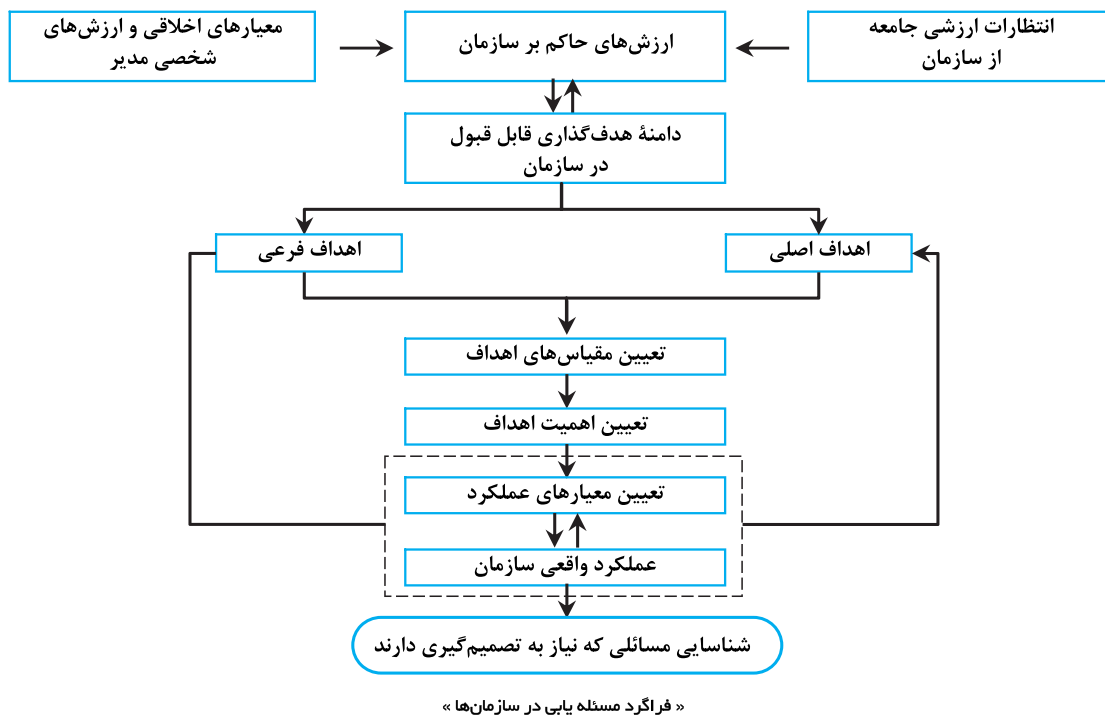 انتظارات ارزشی جامعه
از سازمان
ارزش‌های حاکم بر سازمان
معیارهای اخلاقی و ارزش‌های
شخصی مدیر
دامنهٔ هدف‌گذاری قابل قبول
در سازمان
اهداف اصلی
اهداف فرعی
تعیین مقیاس‌های اهداف
تعیین اهمیت اهداف
تعیین معیارهای عملکرد
عملکرد واقعی سازمان
شناسایی مسائلی که نیاز به تصمیم‌گیری دارند
« فراگرد مسئله یابی در سازمان‌ها »